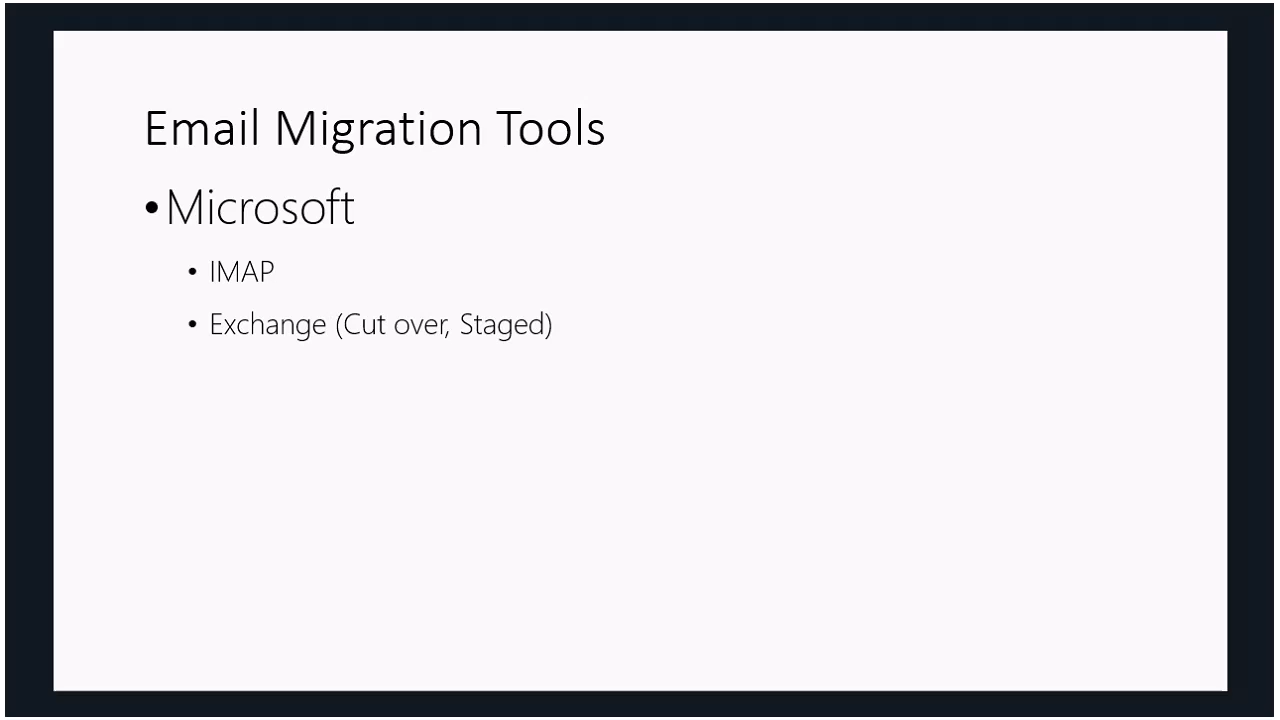 Email Migration Tools
•Microsoft
• IMAP
• Exchange (Cut over, Staged)